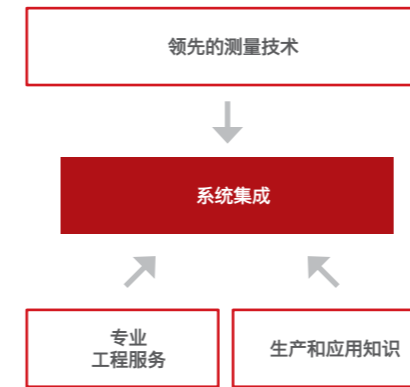 领先的测量技术
系统集成
专业
工程服务
生产和应用知识